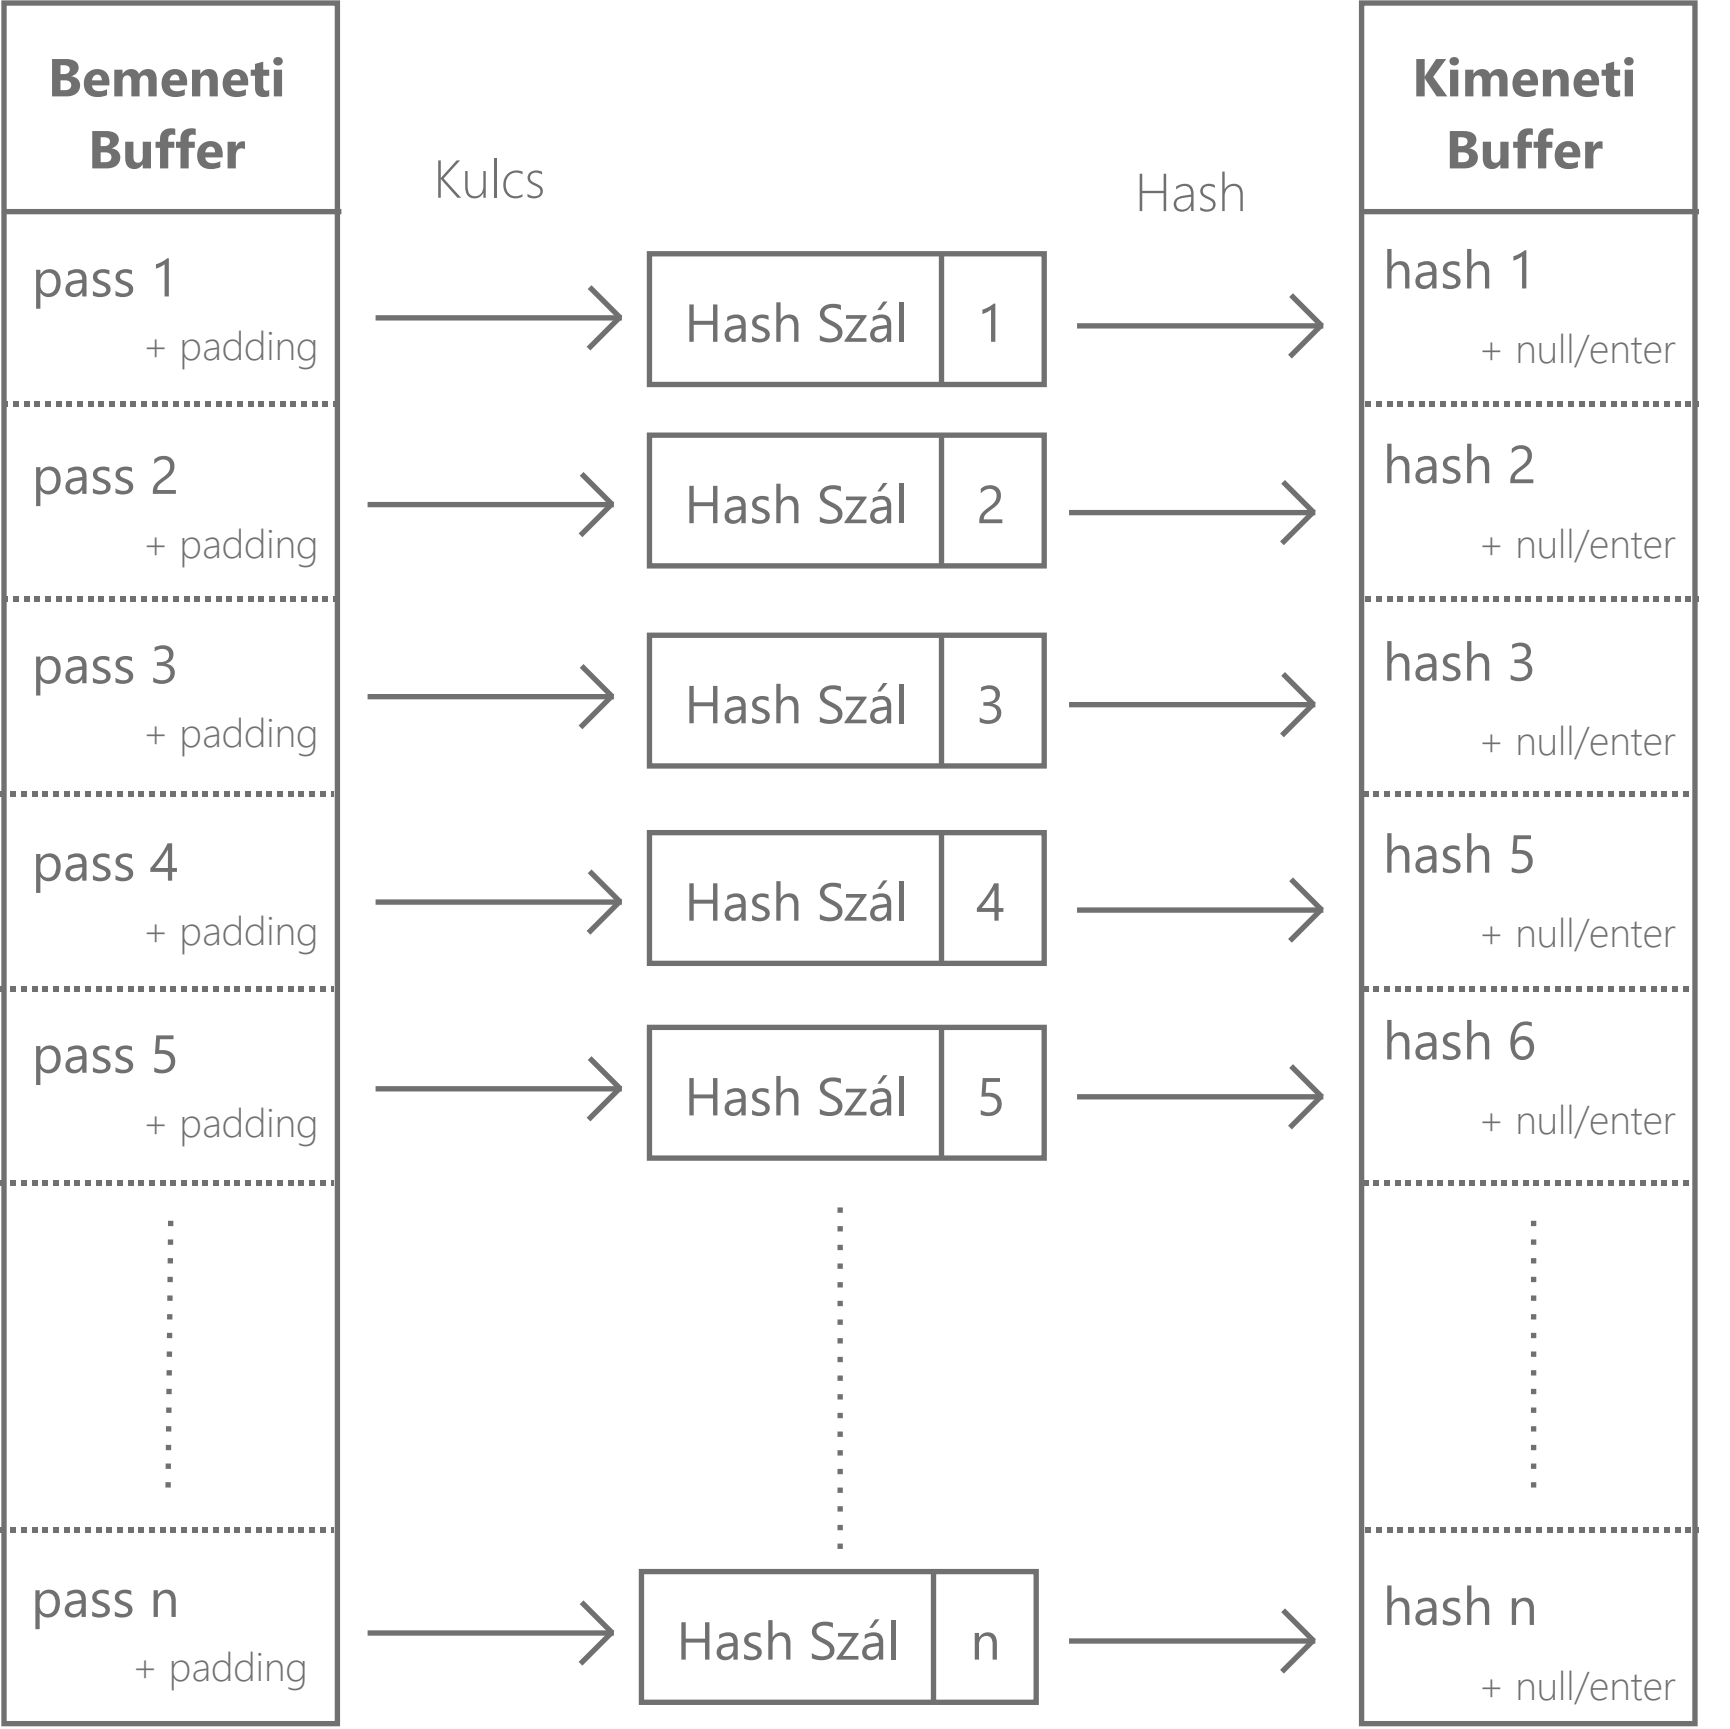 Bemeneti
Buffer
Kulcs
Hash
Kimeneti
Buffer
pass 1
+ padding
Hash Szál 1
hash 1
+ null/enter
pass 2
+ padding
Hash Szál 2
hash 2
+ null/enter
pass 3
+ padding
Hash Szál 3
hash 3
+ null/enter
pass 4
+ padding
Hash Szál 4
hash 5
+ null/enter
pass 5
+ padding
Hash Szál 5
hash 6
+ null/enter
pass n
+ padding
Hash Szál n
hash n
+ null/enter